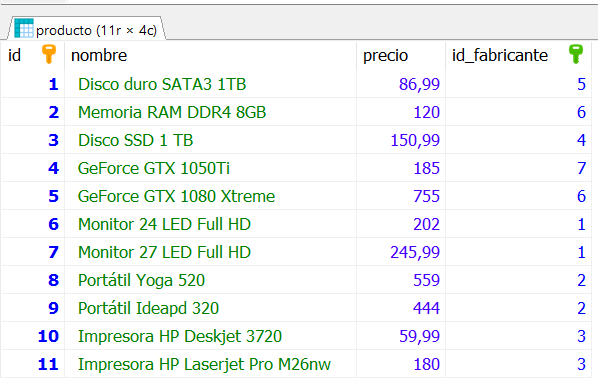 producto (11r × 4c)
id nombre precio id_fabricante
1 Disco duro SATA3 1TB 86,99 5
2 Memoria RAM DDR4 8GB 120 6
3 Disco SSD 1 TB 150,99 4
4 GeForce GTX 1050Ti 185 7
5 GeForce GTX 1080 Xtreme 755 6
6 Monitor 24 LED Full HD 202 1
7 Monitor 27 LED Full HD 245,99 1
8 Portátil Yoga 520 559 2
9 Portátil Ideapd 320 444 2
10 Impresora HP Deskjet 3720 59,99 3
11 Impresora HP Laserjet Pro M26nw 180 3